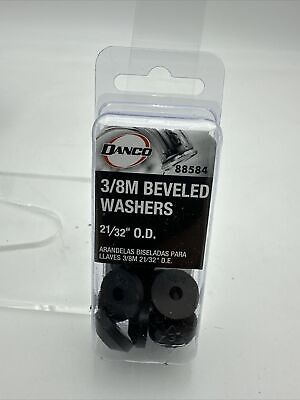 DANCO
88584
3/8M BEVELED
WASHERS
21/32" O.D.
ARANDELAS BISELADAS PARA
LLAVES 3/8M 21/32" D.E.